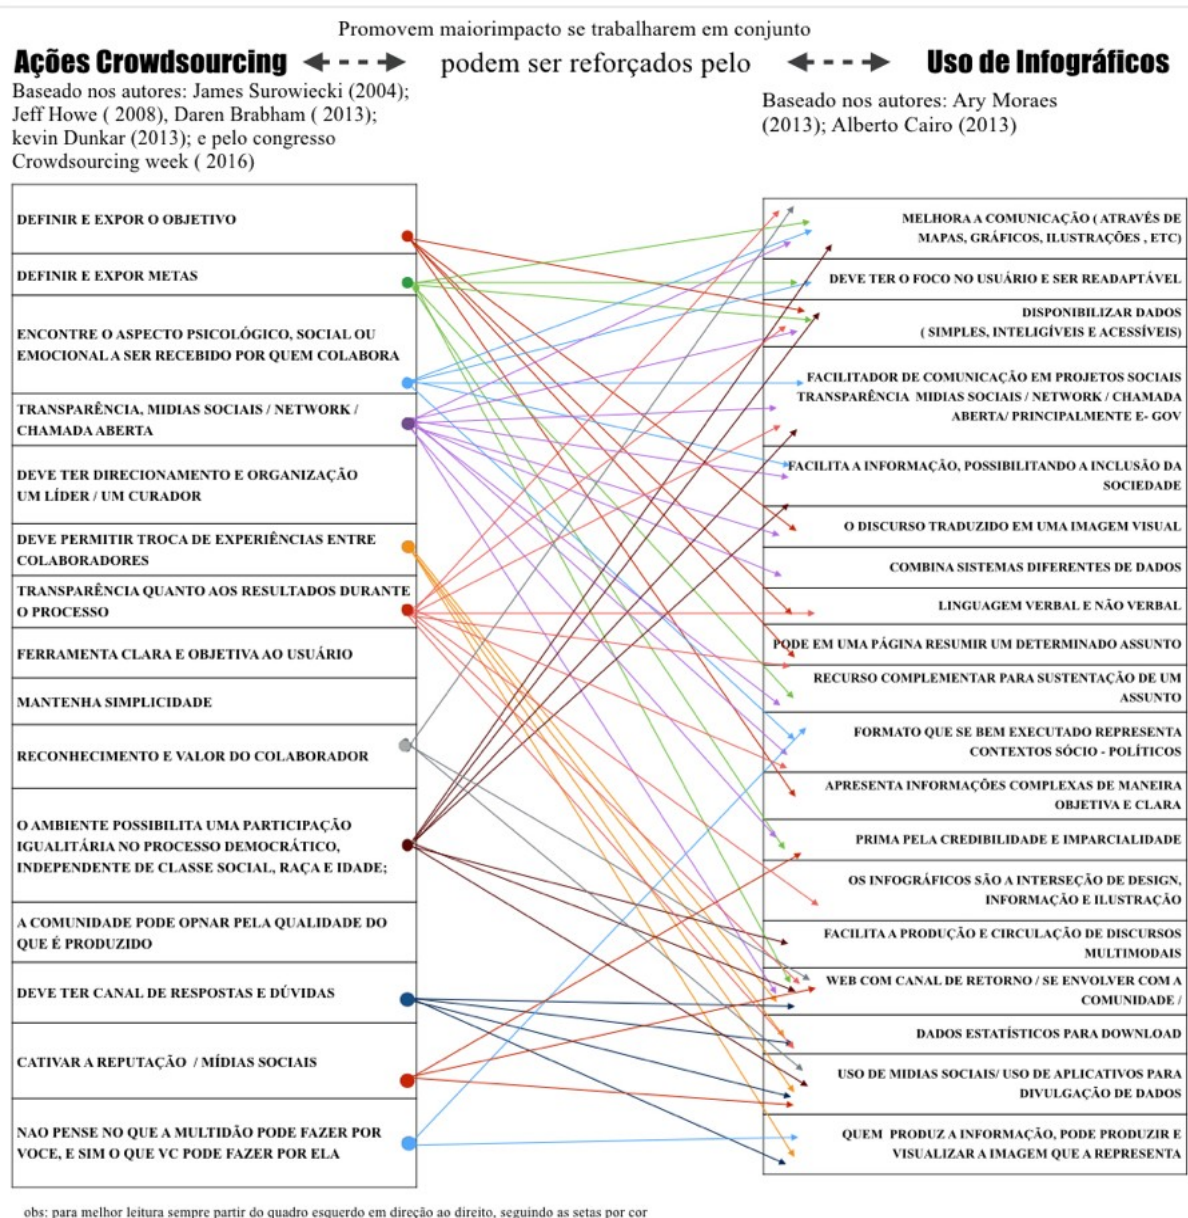 Promovem maiorimpacto se trabalharem em conjunto
Ações Crowdsourcing
podem ser reforçados pelo
Uso de Infográficos
Baseado nos autores: James Surowiecki (2004);
Jeff Howe ( 2008), Daren Brabham ( 2013);
kevin Dunkar (2013); e pelo congresso
Crowdsourcing week ( 2016)
Baseado nos autores: Ary Moraes
(2013); Alberto Cairo (2013)
DEFINIR E EXPOR O OBJETIVO
DEFINIR E EXPOR METAS
ENCONTRE O ASPECTO PSICOLÓGICO, SOCIAL OU
EMOCIONAL A SER RECEBIDO POR QUEM COLABORA
TRANSPARÊNCIA, MIDIAS SOCIAIS / NETWORK /
CHAMADA ABERTA
DEVE TER DIRECIONAMENTO E ORGANIZAÇÃO
UM LÍDER / UM CURADOR
DEVE PERMITIR TROCA DE EXPERIÊNCIAS ENTRE
COLABORADORES
TRANSPARÊNCIA QUANTO AOS RESULTADOS DURANTE
O PROCESSO
FERRAMENTA CLARA E OBJETIVA AO USUÁRIO
MANTENHA SIMPLICIDADE
RECONHECIMENTO E VALOR DO COLABORADOR
O AMBIENTE POSSIBILITA UMA PARTICIPAÇÃO
IGUALITÁRIA NO PROCESSO DEMOCRÁTICO,
INDEPENDENTE DE CLASSE SOCIAL, RAÇA E IDADE;
A COMUNIDADE PODE OPNAR PELA QUALIDADE DO
QUE É PRODUZIDO
DEVE TER CANAL DE RESPOSTAS E DÚVIDAS
CATIVAR A REPUTAÇÃO / MÍDIAS SOCIAIS
NAO PENSE NO QUE A MULTIDÃO PODE FAZER POR
VOCE, E SIM O QUE VC PODE FAZER POR ELA
MELHORA A COMUNICAÇÃO ( ATRAVÉS DE
MAPAS, GRÁFICOS, ILUSTRAÇÕES , ETC)
DEVE TER O FOCO NO USUÁRIO E SER READAPTÁVEL
DISPONIBILIZAR DADOS
( SIMPLES, INTELIGÍVEIS E ACESSÍVEIS)
FACILITADOR DE COMUNICAÇÃO EM PROJETOS SOCIAIS
TRANSPARÊNCIA MIDIAS SOCIAIS / NETWORK / CHAMADA
ABERTA/ PRINCIPALMENTE E- GOV
FACILITA A INFORMAÇÃO, POSSIBILITANDO A INCLUSÃO DA
SOCIEDADE
O DISCURSO TRADUZIDO EM UMA IMAGEM VISUAL
COMBINA SISTEMAS DIFERENTES DE DADOS
LINGUAGEM VERBAL E NÃO VERBAL
PODE EM UMA PÁGINA RESUMIR UM DETERMINADO ASSUNTO
RECURSO COMPLEMENTAR PARA SUSTENTAÇÃO DE UM
ASSUNTO
FORMATO QUE SE BEM EXECUTADO REPRESENTA
CONTEXTOS SÓCIO - POLÍTICOS
APRESENTA INFORMAÇÕES COMPLEXAS DE MANEIRA
OBJETIVA E CLARA
PRIMA PELA CREDIBILIDADE E IMPARCIALIDADE
OS INFOGRÁFICOS SÃO A INTERSEÇÃO DE DESIGN,
INFORMAÇÃO E ILUSTRAÇÃO
FACILITA A PRODUÇÃO E CIRCULAÇÃO DE DISCURSOS
MULTIMODAIS
WEB COM CANAL DE RETORNO / SE ENVOLVER COM A
COMUNIDADE /
DADOS ESTATÍSTICOS PARA DOWNLOAD
USO DE MIDIAS SOCIAIS/ USO DE APLICATIVOS PARA
DIVULGAÇÃO DE DADOS
QUEM PRODUZ A INFORMAÇÃO, PODE PRODUZIR E
VISUALIZAR A IMAGEM QUE A REPRESENTA
obs: para melhor leitura sempre partir do quadro esquerdo em direção ao direito, seguindo as setas por cor